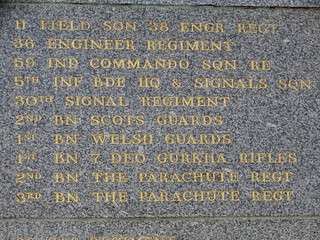 11 FIELD SQN 38 ENGR REGT
36 ENGINEER REGIMENT
59 IND COMMANDO SQN RE
5TH INF BDE HQ & SIGNALS SQN
30TH SIGNAL REGIMENT
2ND BN SCOTS GUARDS
1ST BN WELSH GUARDS
1ST BN 7 DEO GURKHA RIFLES
2ND BN THE PARACHUTE REGT
3RD BN THE PARACHUTE REGT